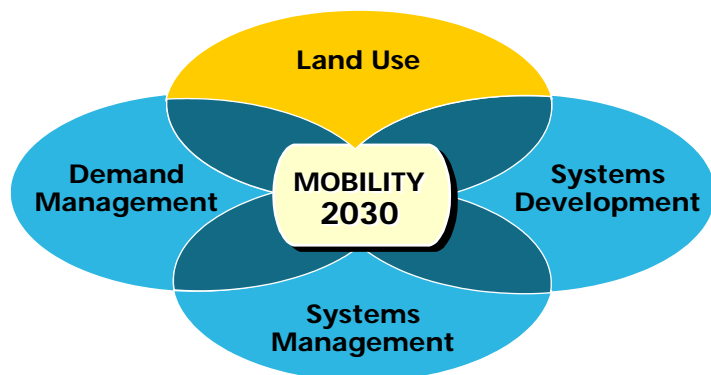 Land Use
Demand
Management
MOBILITY
2030
Systems
Development
Systems
Management